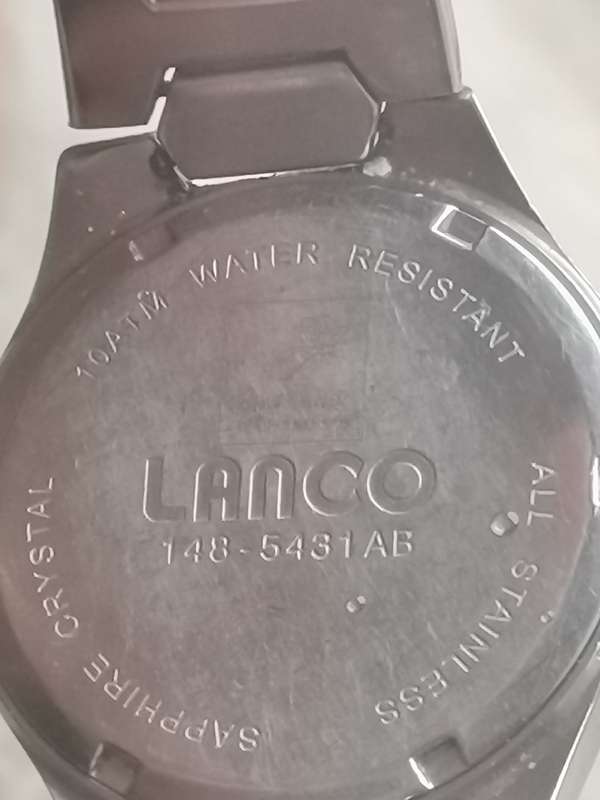 10ATM WATER RESISTANT
LANCO
148-5431AB
ALL STAINLESS
SAPPHIRE CRYSTAL